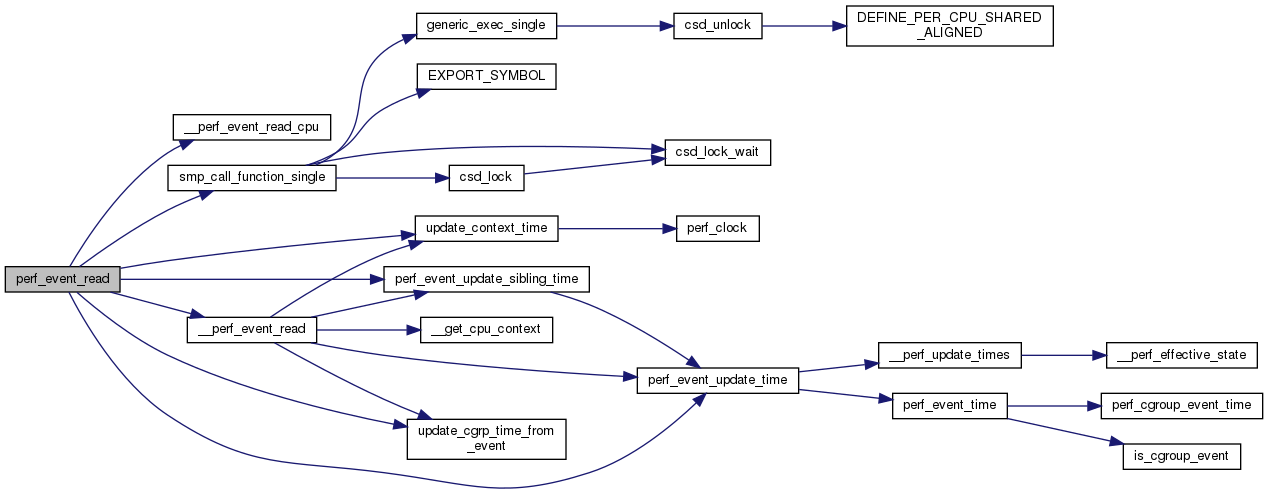 generic_exec_single
csd_unlock
DEFINE_PER_CPU_SHARED
_ALIGNED
EXPORT_SYMBOL
__perf_event_read_cpu
csd_lock_wait
smp_call_function_single
csd_lock
update_context_time
perf_clock
perf_event_read
perf_event_update_sibling_time
__perf_event_read
__get_cpu_context
__perf_update_times
__perf_effective_state
perf_event_update_time
perf_event_time
perf_cgroup_event_time
update_cgrp_time_from
_event
is_cgroup_event